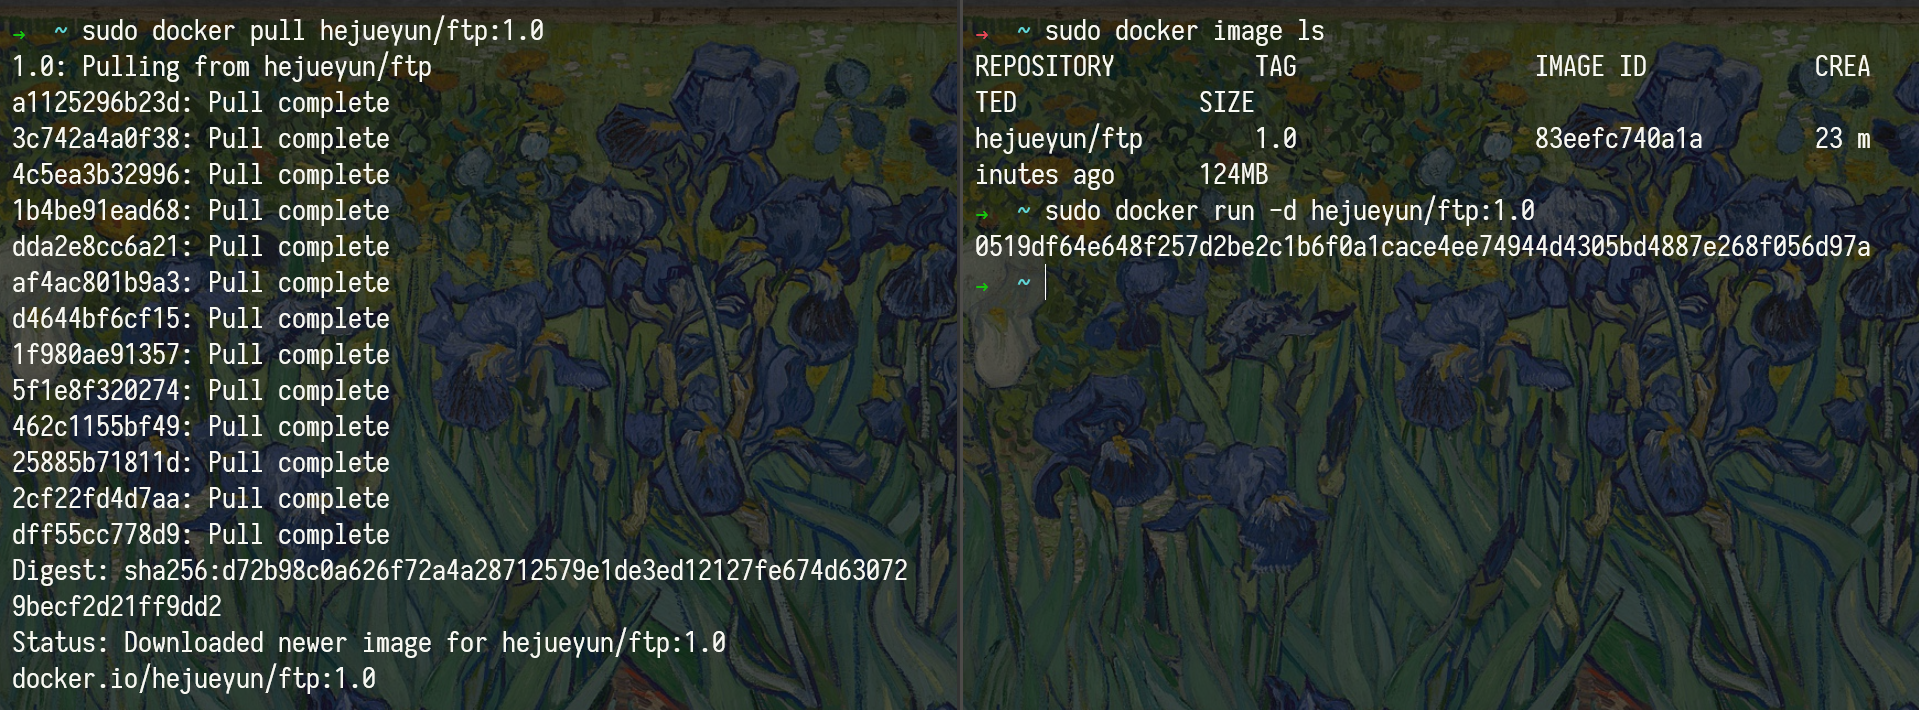 → ~ sudo docker pull hejueyun/ftp:1.0
1.0: Pulling from hejueyun/ftp
a1125296b23d: Pull complete
3c742a4a0f38: Pull complete
4c5ea3b32996: Pull complete
1b4be91ead68: Pull complete
dda2e8cc6a21: Pull complete
af4ac801b9a3: Pull complete
d4644bf6cf15: Pull complete
1f980ae91357: Pull complete
5f1e8f320274: Pull complete
462c1155bf49: Pull complete
25885b71811d: Pull complete
2cf22fd4d7aa: Pull complete
dff55cc778d9: Pull complete
Digest: sha256:d72b98c0a626f72a4a28712579e1de3ed12127fe674d63072
9becf2d21ff9dd2
Status: Downloaded newer image for hejueyun/ftp:1.0
docker.io/hejueyun/ftp:1.0
→ ~ sudo docker image ls
REPOSITORY TAG IMAGE ID CREA
TED SIZE
hejueyun/ftp 1.0 83eefc740a1a 23 m
inutes ago 124MB
→ ~ sudo docker run -d hejueyun/ftp:1.0
0519df64e648f257d2be2c1b6f0a1cace4ee74944d4305bd4887e268f056d97a
→ ~